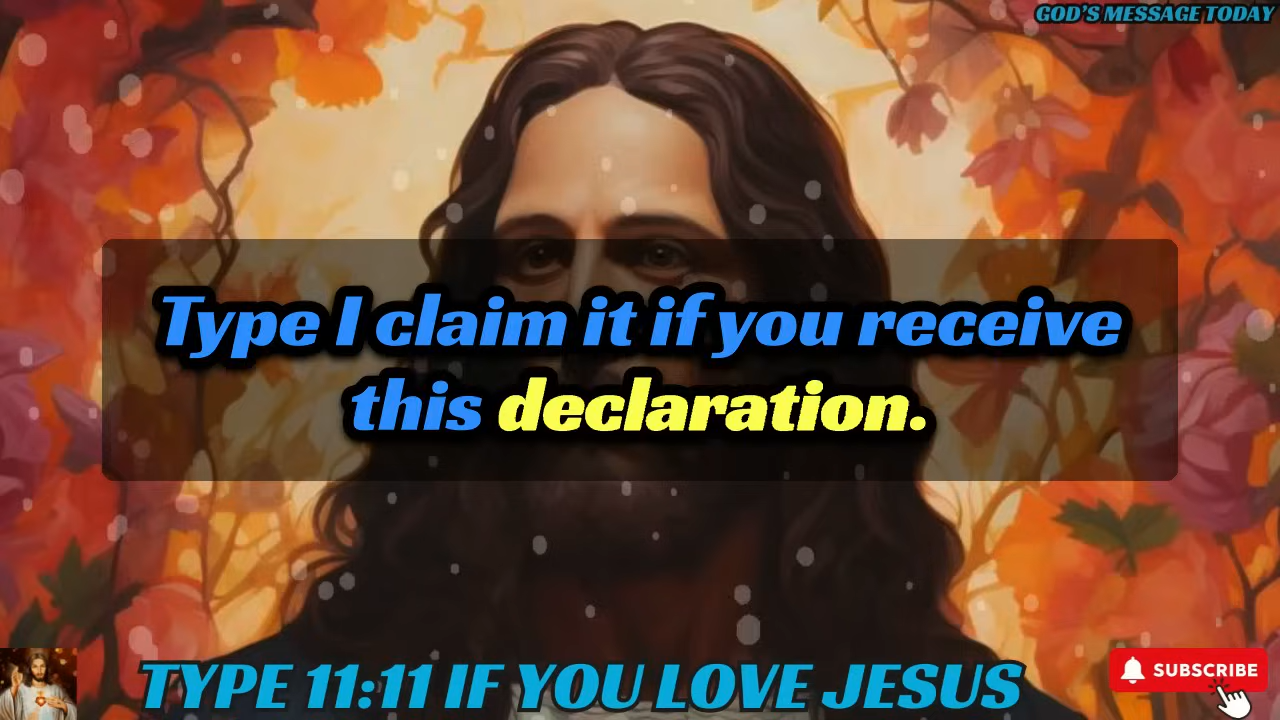 GOD'S MESSAGE TODAY
Type I claim it if you receive
this declaration.
TYPE 11:11 IF YOU LOVE JESUS
SUBSCRIBE